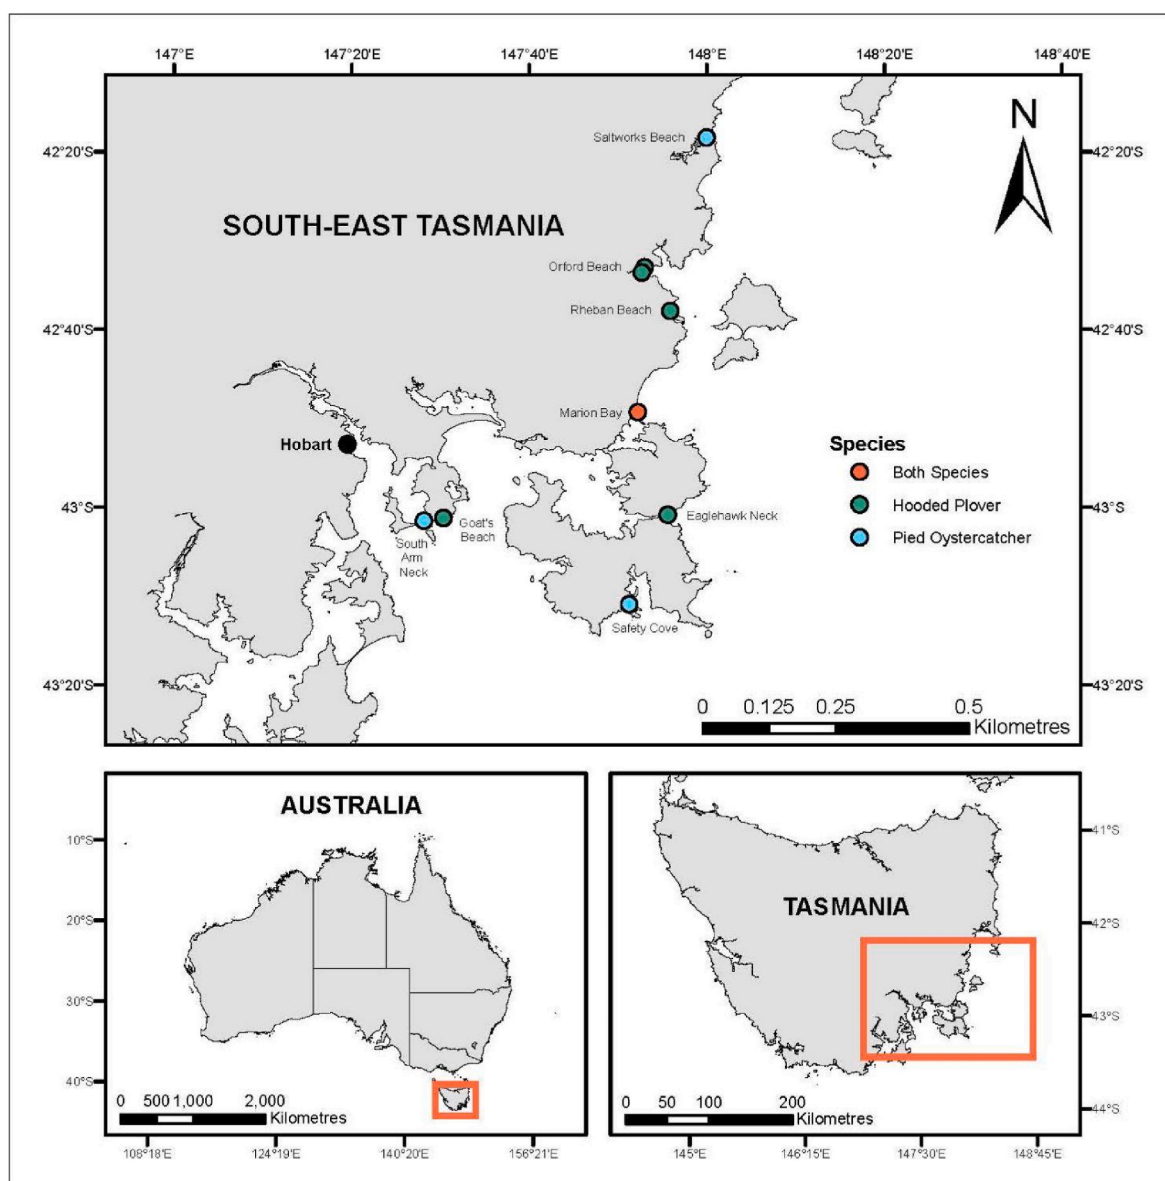 147°E 147°20'E 147°40'E 148°E 148°20'E 148°40'E
Saltworks Beach
N
42°20'S 42°20'S
SOUTH-EAST TASMANIA
Orford Beach
Rheban Beach
42°40'S 42°40'S
Marion Bay
Hobart
Species
Both Species
Hooded Plover
Pied Oystercatcher
43°S 43°S
Eaglehawk Neck
Goat's
Beach
South
Arm
Neck
Safety Cove
43°20'S 43°20'S
0 0.125 0.25 0.5
Kilometres
AUSTRALIA
10°S
20°S
30°S
40°S
0 500 1,000 2,000
Kilometres
108°18'E 124°19'E 140°20'E 156°21'E
TASMANIA
41°S
42°S
43°S
44°S
0 50 100 200
Kilometres
145°E 146°15'E 147°30'E 148°45'E